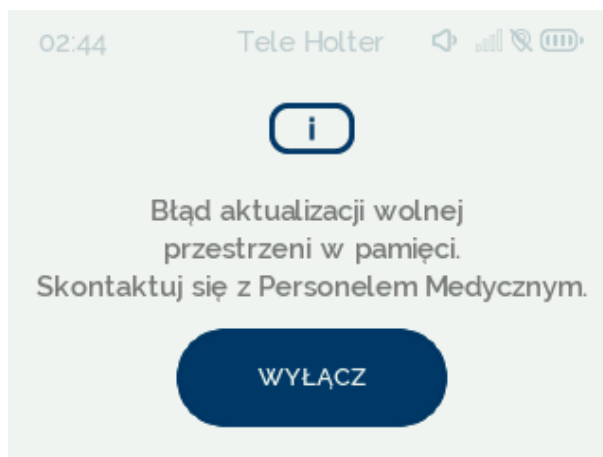 02:44 Tele Holter
i
Błąd aktualizacji wolnej
przestrzeni w pamięci.
Skontaktuj się z Personelem Medycznym.
WYŁĄCZ